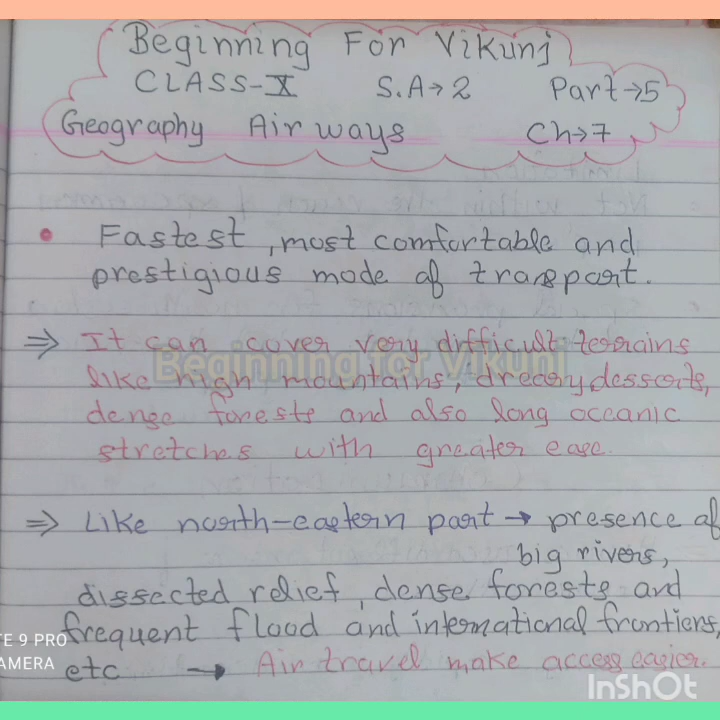 Beginning For Vikunj
CLASS-X S.A→2 Part→5
Geography Airways Ch→7
• Fastest, most comfortable and
prestigious mode of transport.
⇒ It can cover very difficult terrains
Beginning for Vikunj
like high mountains, dreary desserts,
dense forests and also long oceanic
stretches with greater ease.
⇒ Like north-eastern part → presence of
big rivers,
dissected relief, dense forests and
frequent flood and international frontiers,
etc → Air travel make access easier.
TE 9 PRO
AMERA
InShOt